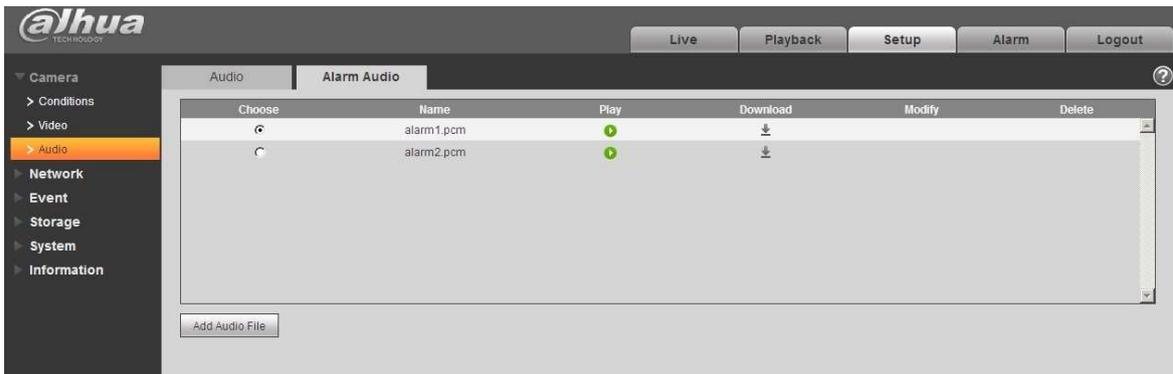 alhua
TECHNOLOGY
Live Playback Setup Alarm Logout
Camera
> Conditions
> Video
> Audio
Network
Event
Storage
System
Information
Audio Alarm Audio
?
Choose Name Play Download Modify Delete
alarm1.pcm
alarm2.pcm
Add Audio File